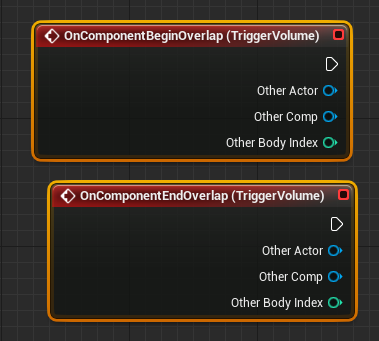 OnComponentBeginOverlap (TriggerVolume)
Other Actor
Other Comp
Other Body Index
OnComponentEndOverlap (TriggerVolume)
Other Actor
Other Comp
Other Body Index